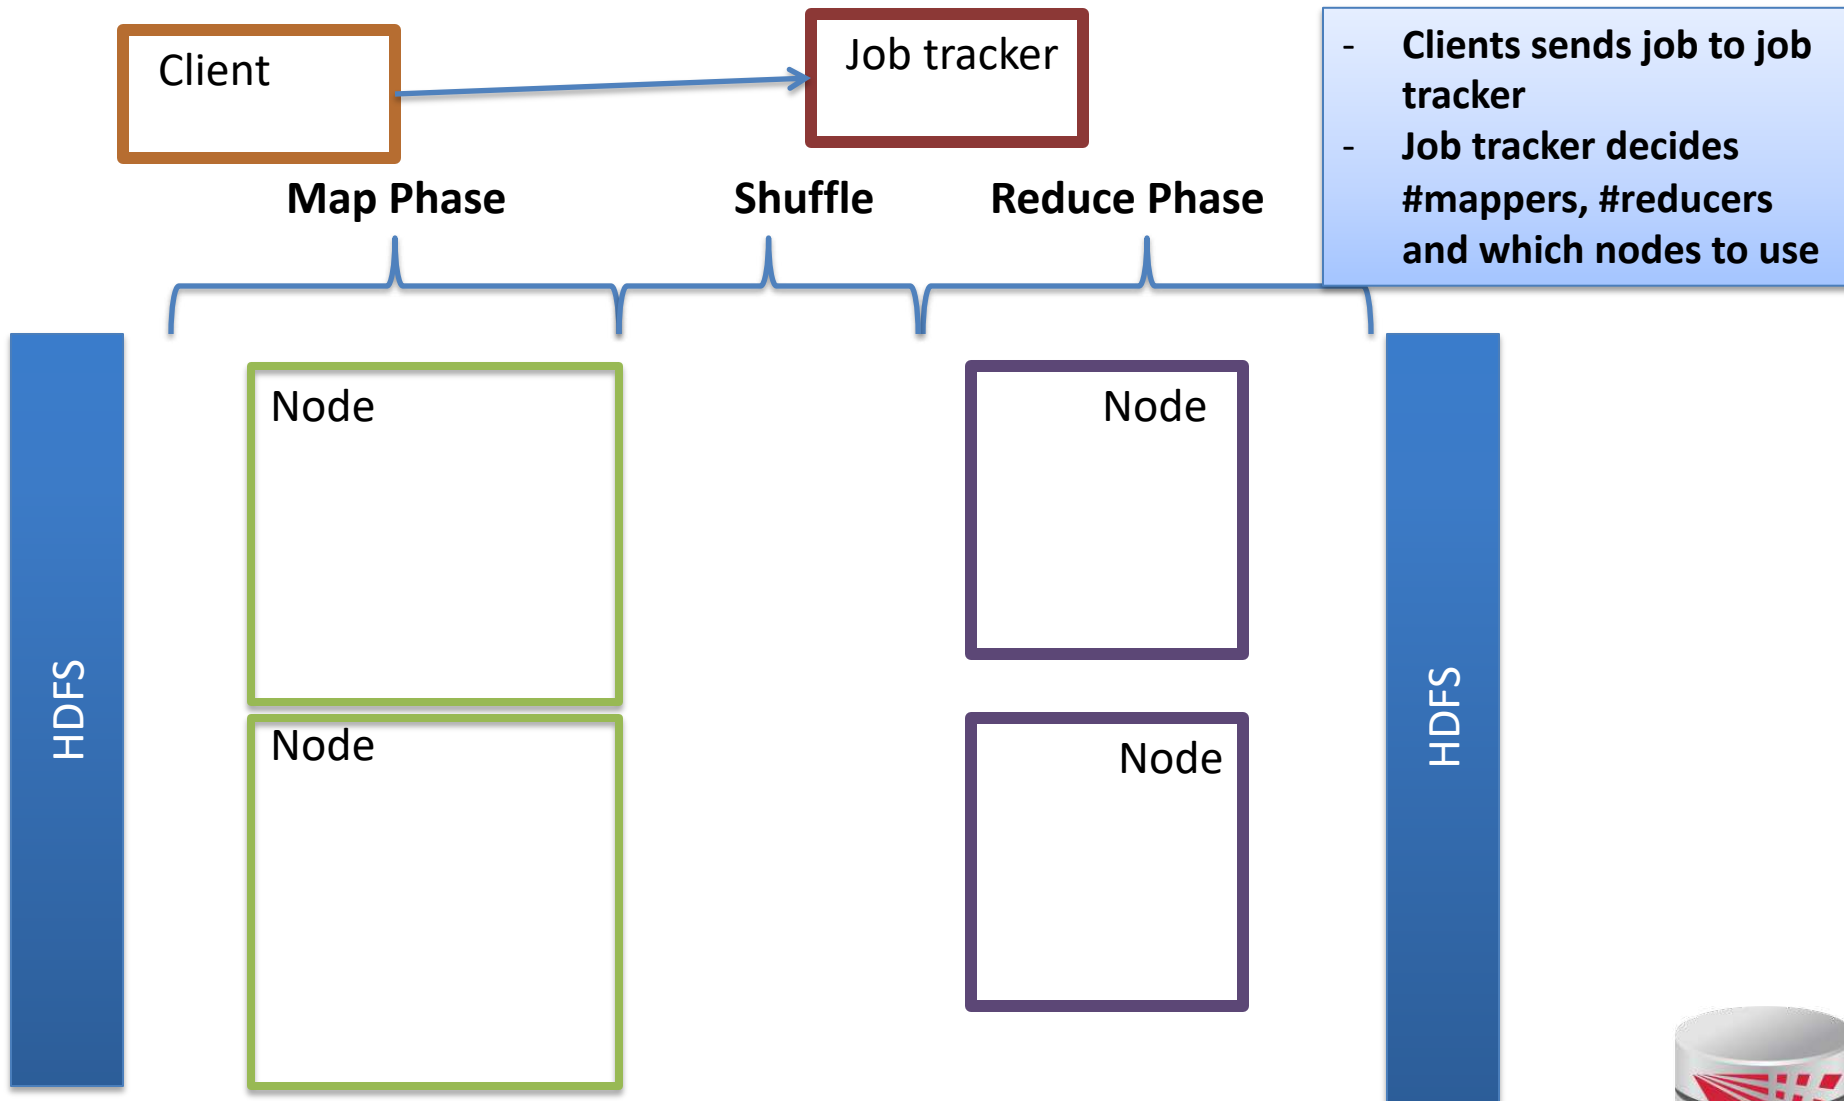 Client
Job tracker
- Clients sends job to job
tracker
- Job tracker decides
#mappers, #reducers
and which nodes to use
Map Phase
Shuffle
Reduce Phase
HDFS
Node
Node
Node
Node
HDFS